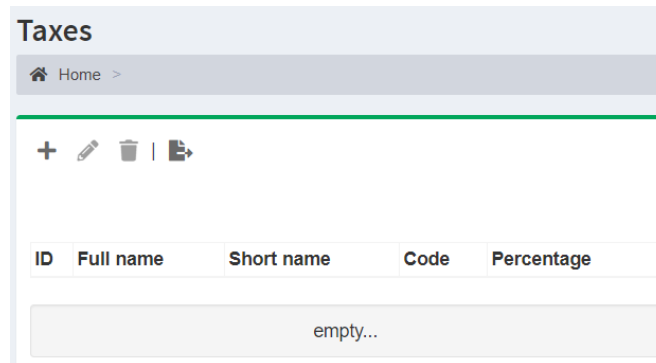 Taxes
Home >
|
ID Full name Short name Code Percentage
empty...